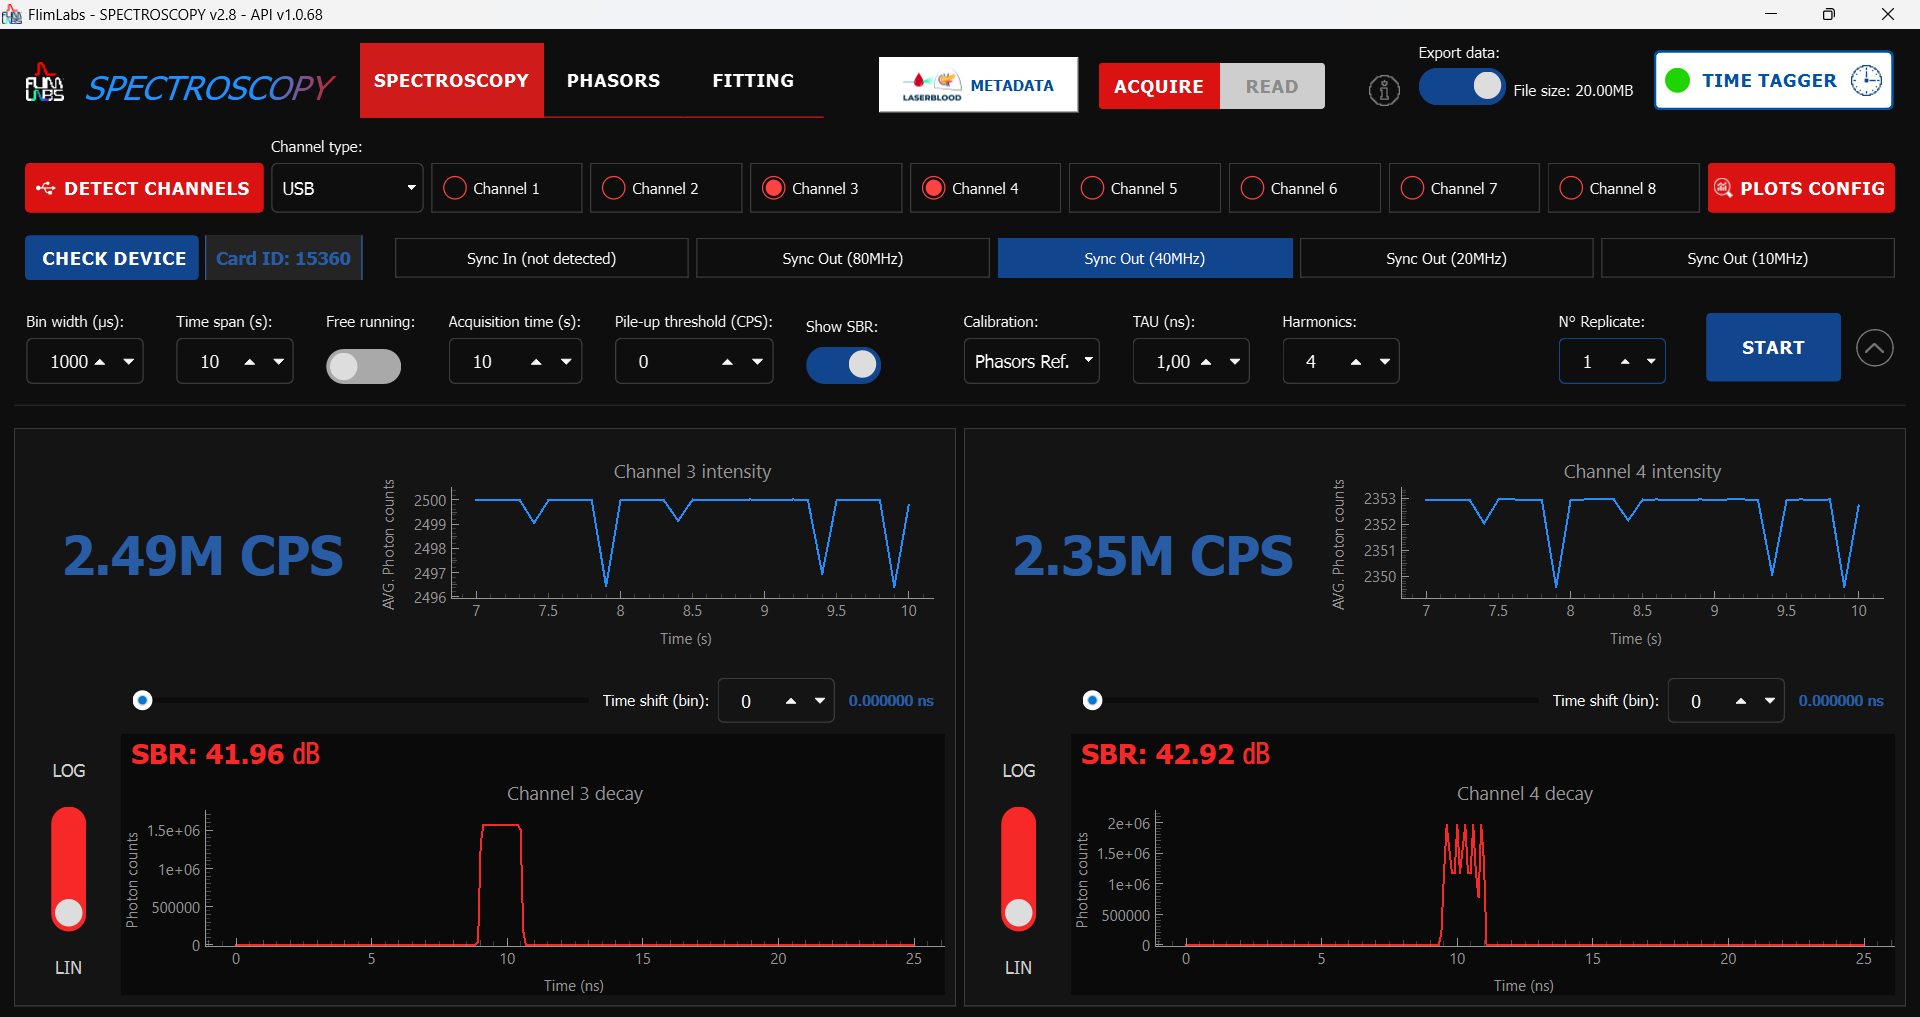 FlimLabs - SPECTROSCOPY v2.8 - API v1.0.68
FLIM LABS SPECTROSCOPY
SPECTROSCOPY PHASORS FITTING
LASERBLOOD METADATA
ACQUIRE READ
Export data:
File size: 20.00MB
TIME TAGGER
Channel type:
DETECT CHANNELS USB Channel 1 Channel 2 Channel 3 Channel 4 Channel 5 Channel 6 Channel 7 Channel 8 PLOTS CONFIG
CHECK DEVICE Card ID: 15360 Sync In (not detected) Sync Out (80MHz) Sync Out (40MHz) Sync Out (20MHz) Sync Out (10MHz)
Bin width (µs): Time span (s): Free running: Acquisition time (s): Pile-up threshold (CPS): Show SBR: Calibration: TAU (ns): Harmonics: N° Replicate:
1000 10 10 0 Phasors Ref. 1,00 4 1 START
Channel 3 intensity
2.49M CPS
AVG. Photon counts
2500
2499
2498
2497
2496
7 7.5 8 8.5 9 9.5 10
Time (s)
Time shift (bin): 0 0.000000 ns
SBR: 41.96 dB
LOG
LIN
Channel 3 decay
Photon counts
1.5e+06
1e+06
500000
0
0 5 10 15 20 25
Time (ns)
Channel 4 intensity
2.35M CPS
AVG. Photon counts
2353
2352
2351
2350
7 7.5 8 8.5 9 9.5 10
Time (s)
Time shift (bin): 0 0.000000 ns
SBR: 42.92 dB
LOG
LIN
Channel 4 decay
Photon counts
2e+06
1.5e+06
1e+06
500000
0
0 5 10 15 20 25
Time (ns)